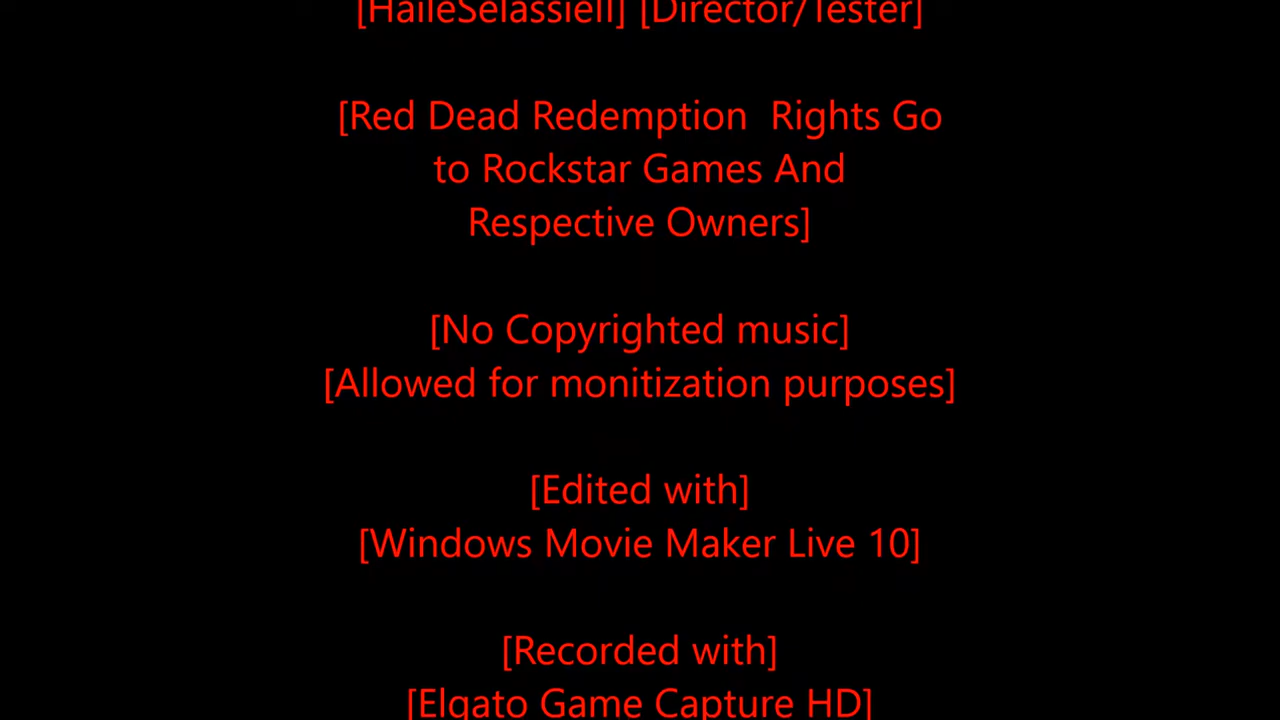 [HaileSelassieII] [Director/Tester]
[Red Dead Redemption  Rights Go
to Rockstar Games And
Respective Owners]
[No Copyrighted music]
[Allowed for monitization purposes]
[Edited with]
[Windows Movie Maker Live 10]
[Recorded with]
[Elgato Game Capture HD]